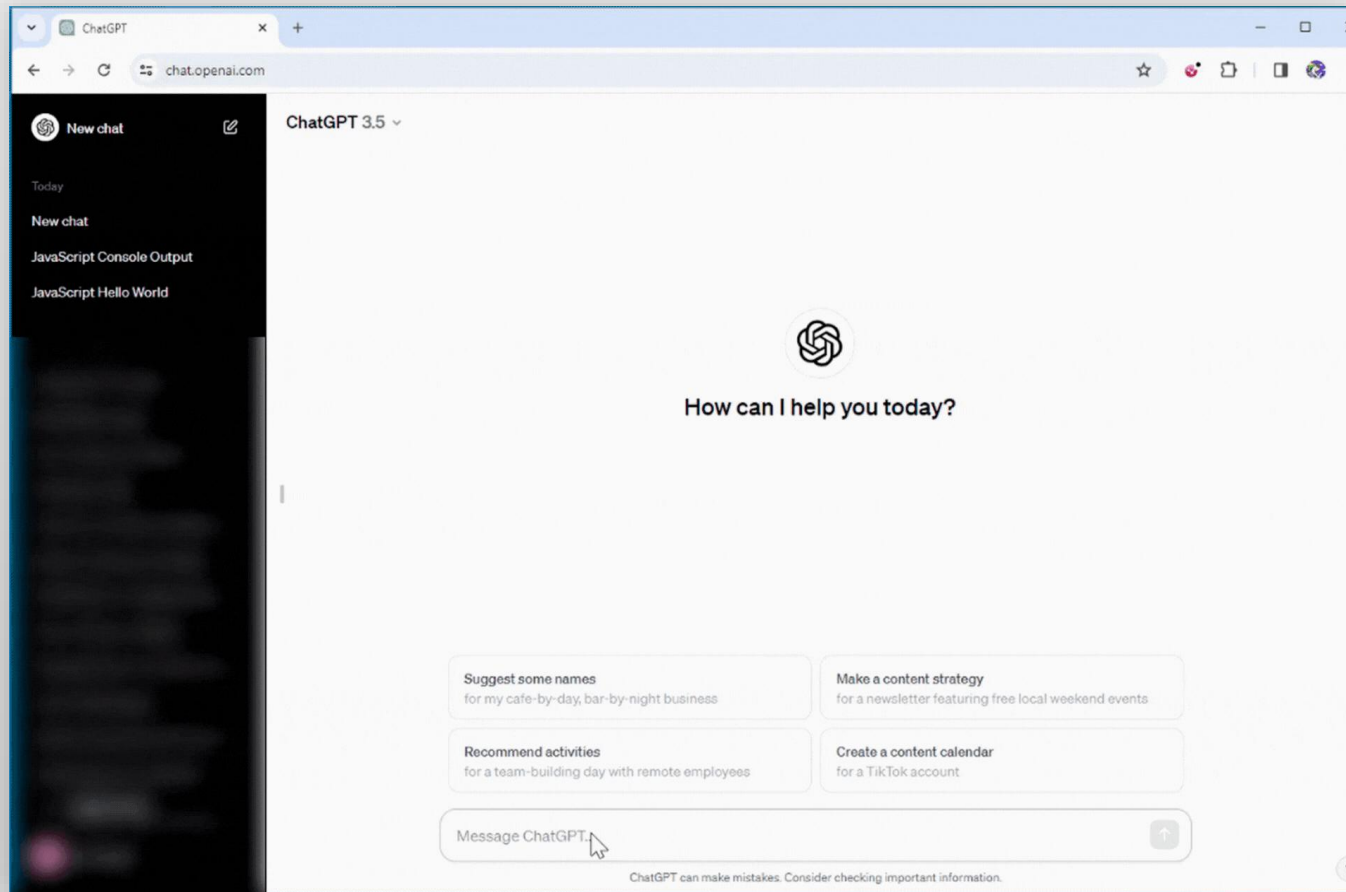 ChatGPT
chat.openai.com
New chat
Today
New chat
JavaScript Console Output
JavaScript Hello World
ChatGPT 3.5
How can I help you today?
Suggest some names
for my cafe-by-day, bar-by-night business
Make a content strategy
for a newsletter featuring free local weekend events
Recommend activities
for a team-building day with remote employees
Create a content calendar
for a TikTok account
Message ChatGPT...
ChatGPT can make mistakes. Consider checking important information.